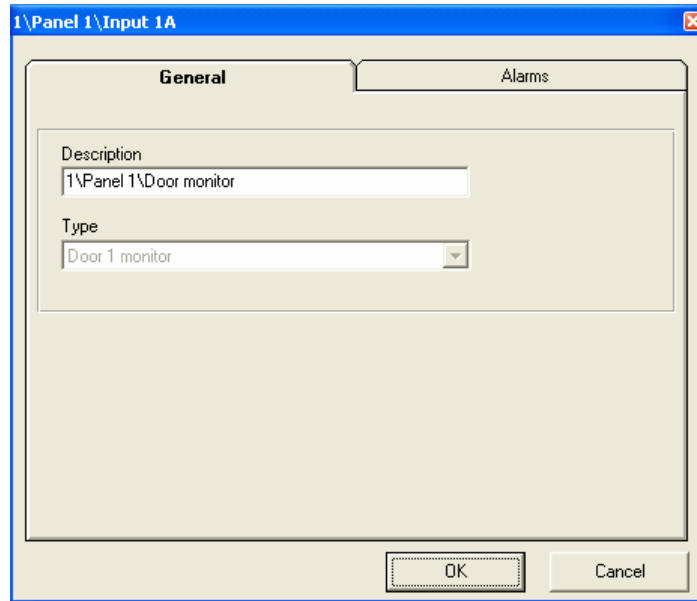 1\Panel 1\Input 1A
General
Alarms
Description
1\Panel 1\Door monitor
Type
Door 1 monitor
OK
Cancel